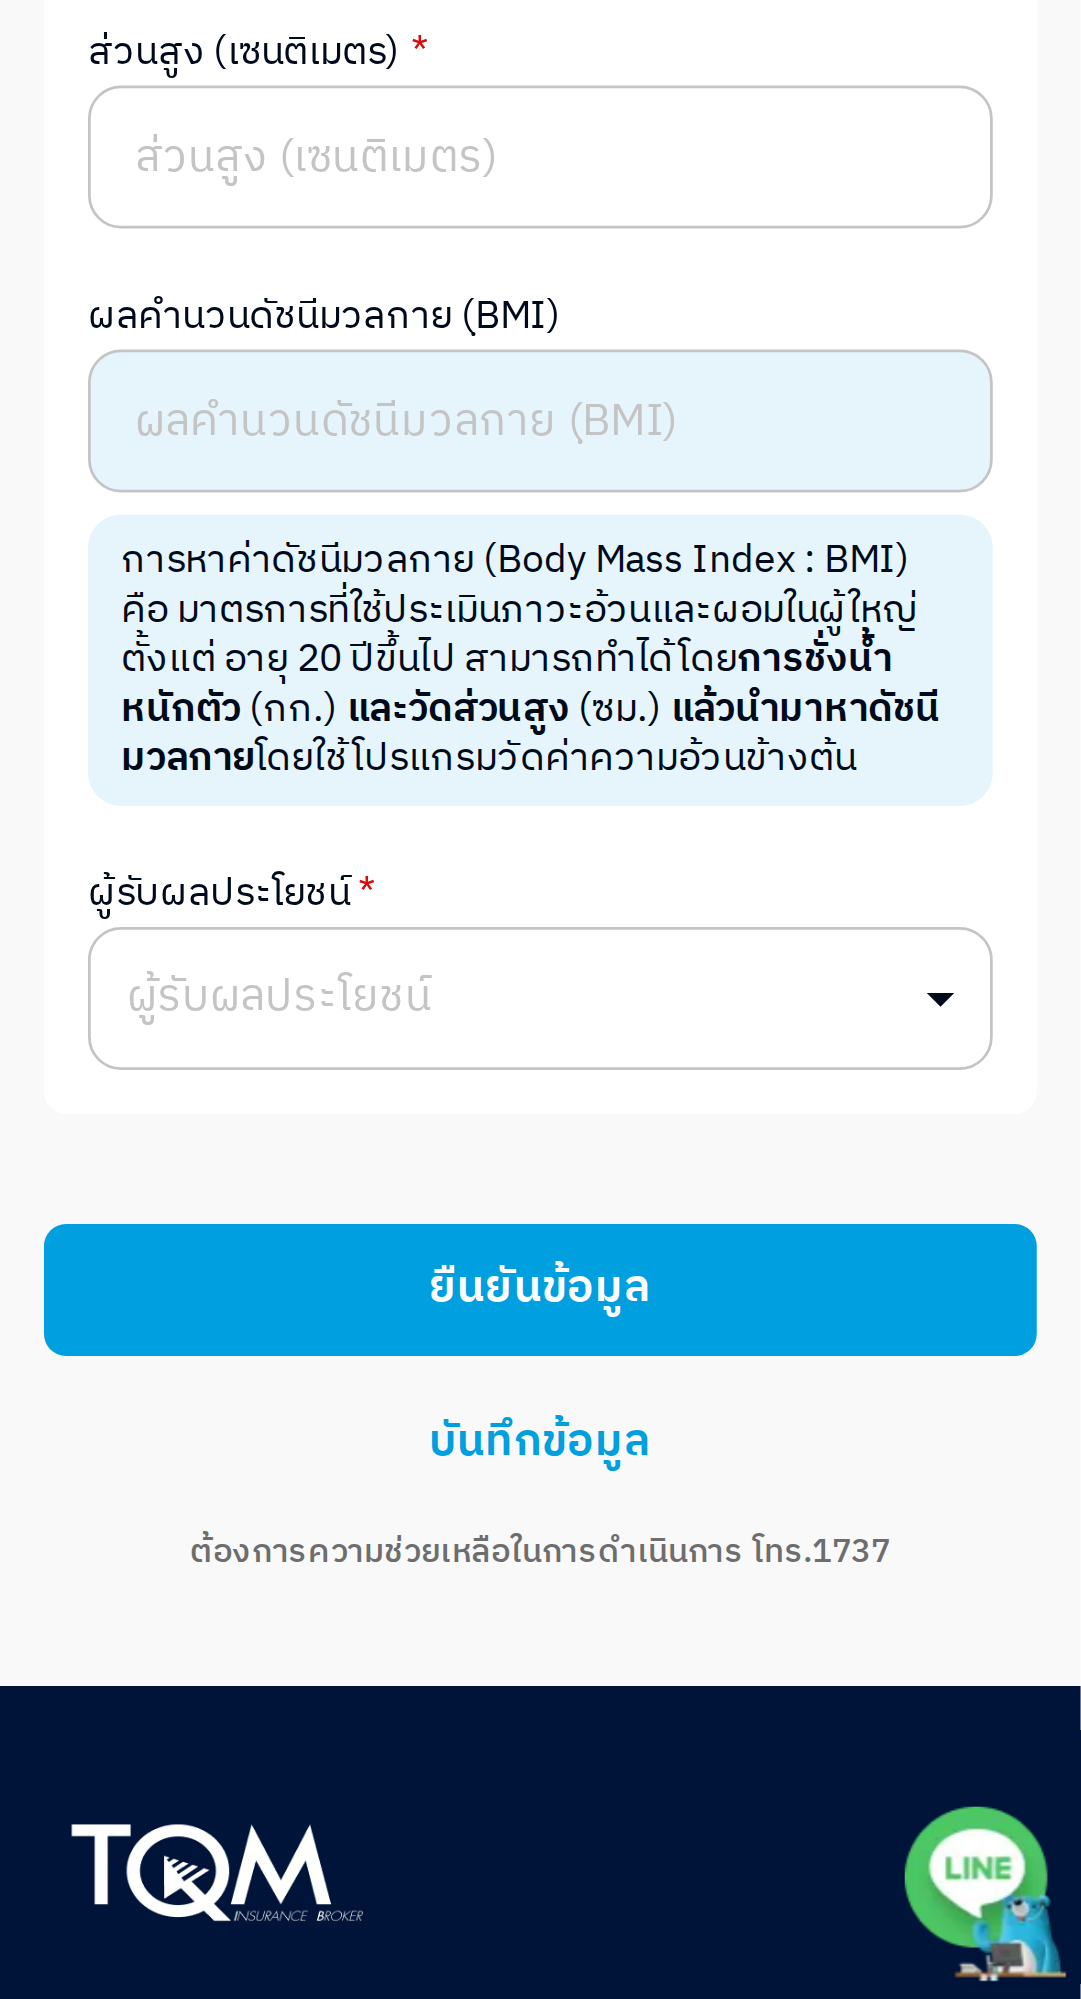 ส่วนสูง (เซนติเมตร) *
ส่วนสูง (เซนติเมตร)
ผลคำนวนดัชนีมวลกาย (BMI)
ผลคำนวนดัชนีมวลกาย (BMI)
การหาค่าดัชนีมวลกาย (Body Mass Index : BMI)
คือ มาตรการที่ใช้ประเมินภาวะอ้วนและผอมในผู้ใหญ่
ตั้งแต่ อายุ 20 ปีขึ้นไป สามารถทำได้โดยการชั่งน้ำ
หนักตัว (กก.) และวัดส่วนสูง (ซม.) แล้วนำมาหาดัชนี
มวลกายโดยใช้โปรแกรมวัดค่าความอ้วนข้างต้น
ผู้รับผลประโยชน์ *
ผู้รับผลประโยชน์
ยืนยันข้อมูล
บันทึกข้อมูล
ต้องการความช่วยเหลือในการดำเนินการ โทร.1737
TQM
INSURANCE BROKER
LINE